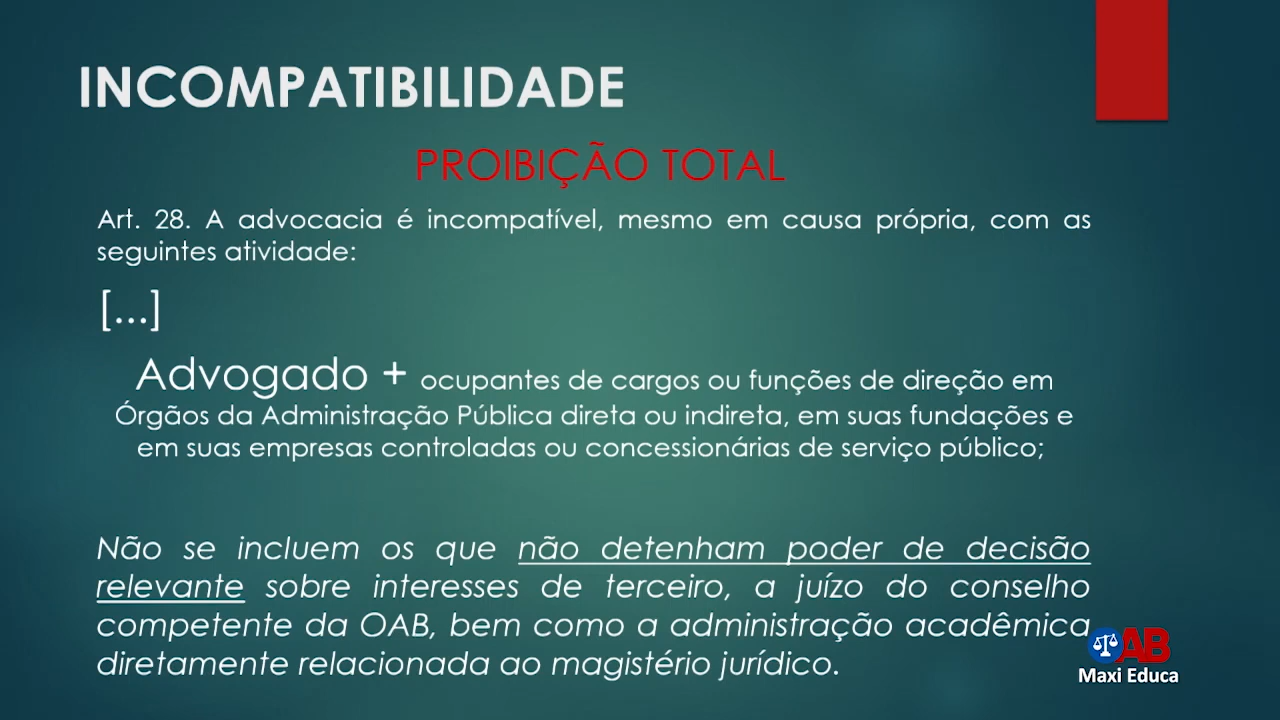 INCOMPATIBILIDADE
PROIBIÇÃO TOTAL
Art. 28. A advocacia é incompatível, mesmo em causa própria, com as
seguintes atividade:
[...]
Advogado + ocupantes de cargos ou funções de direção em
Órgãos da Administração Pública direta ou indireta, em suas fundações e
em suas empresas controladas ou concessionárias de serviço público;
Não se incluem os que não detenham poder de decisão
relevante sobre interesses de terceiro, a juízo do conselho
competente da OAB, bem como a administração acadêmica
diretamente relacionada ao magistério jurídico.
OAB
Maxi Educa